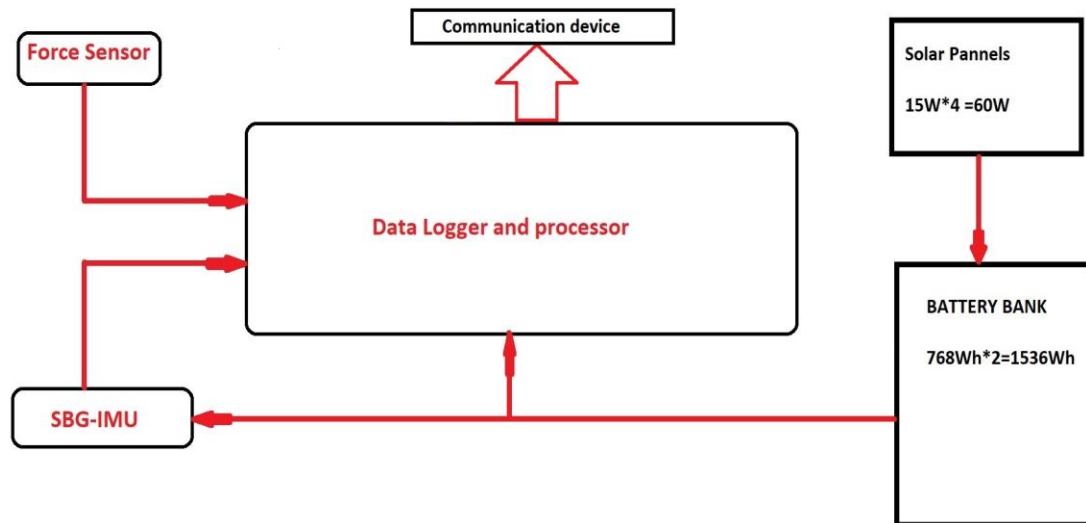 Communication device
Force Sensor
Solar Pannels
15W*4 =60W
Data Logger and processor
BATTERY BANK
768Wh*2=1536Wh
SBG-IMU